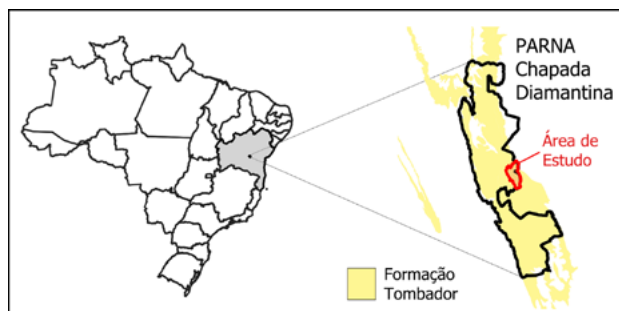 PARNA
Chapada
Diamantina
Área de
Estudo
Formação
Tombador